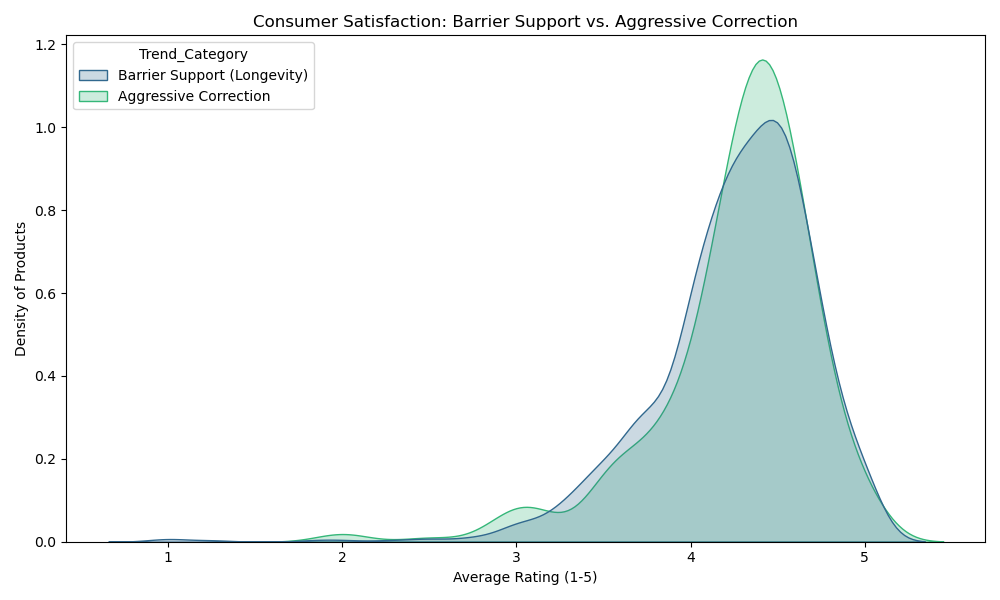 Consumer Satisfaction: Barrier Support vs. Aggressive Correction
Trend_Category
Barrier Support (Longevity)
Aggressive Correction
Density of Products
1.2
1.0
0.8
0.6
0.4
0.2
0.0
1 2 3 4 5
Average Rating (1-5)